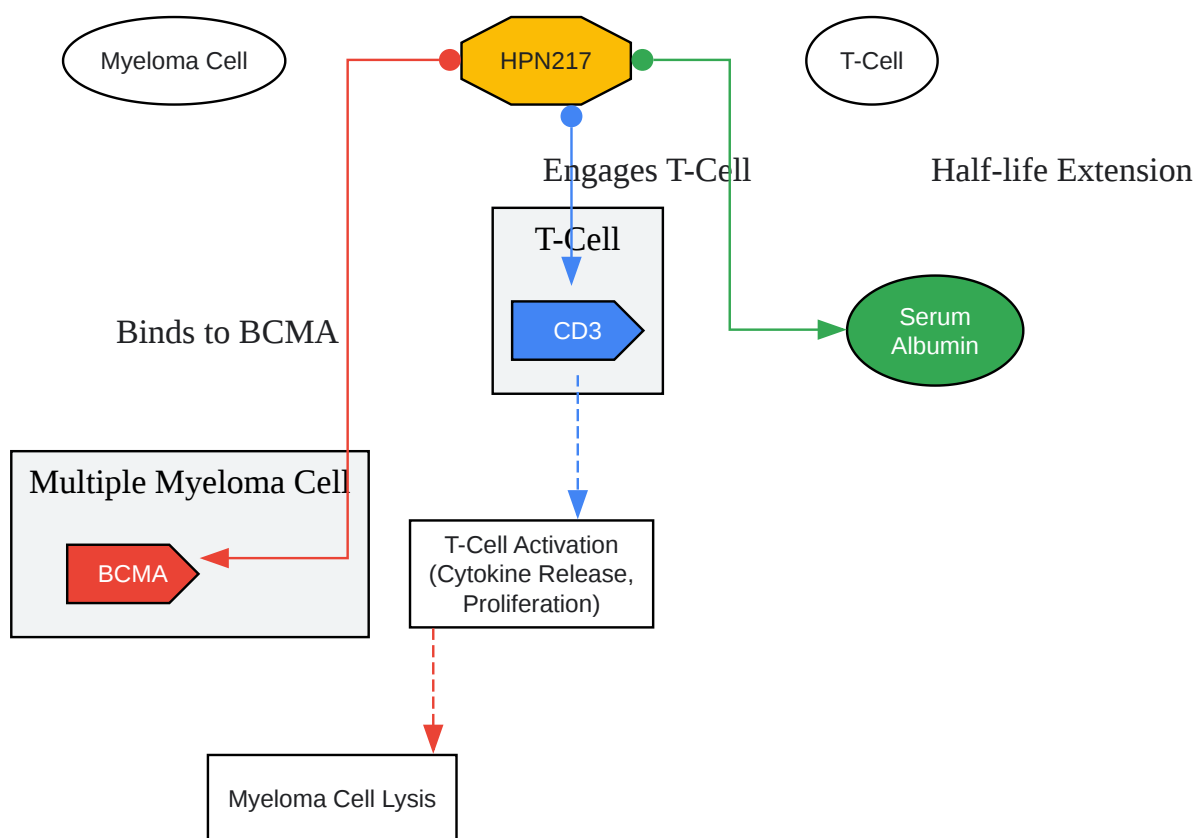 Myeloma Cell
HPN217
T-Cell
Engages T-Cell
Half-life Extension
T-Cell
Binds to BCMA
CD3
Serum
Albumin
Multiple Myeloma Cell
BCMA
T-Cell Activation
(Cytokine Release,
Proliferation)
Myeloma Cell Lysis